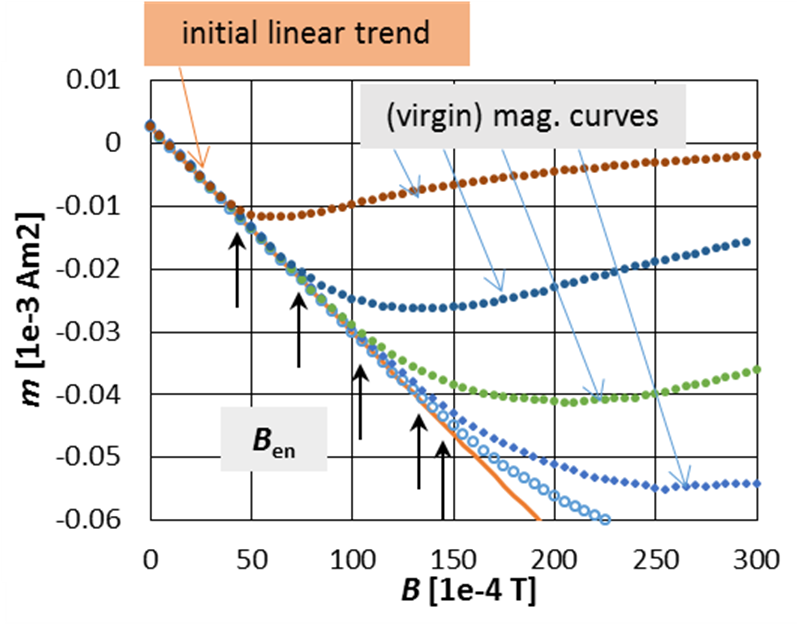 initial linear trend
(virgin) mag. curves
0.01
0
-0.01
-0.02
-0.03
-0.04
-0.05
-0.06
m [1e-3 Am2]
Ben
0 50 100 150 200 250 300
B [1e-4 T]